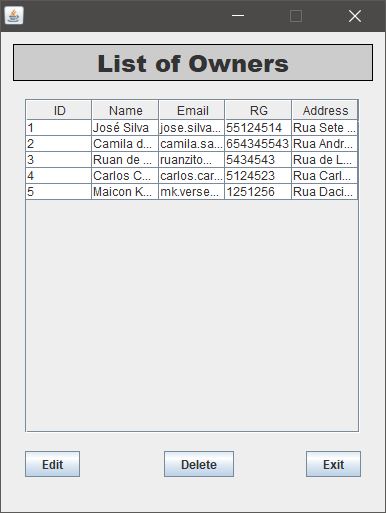 List of Owners
ID Name Email RG Address
1 José Silva jose.silva... 55124514 Rua Sete ...
2 Camila d... camila.sa... 654345543 Rua Andr...
3 Ruan de ... ruanzito... 5434543 Rua de L...
4 Carlos C... carlos.car... 5124523 Rua Carl...
5 Maicon K... mk.verse... 1251256 Rua Daci...
Edit Delete Exit